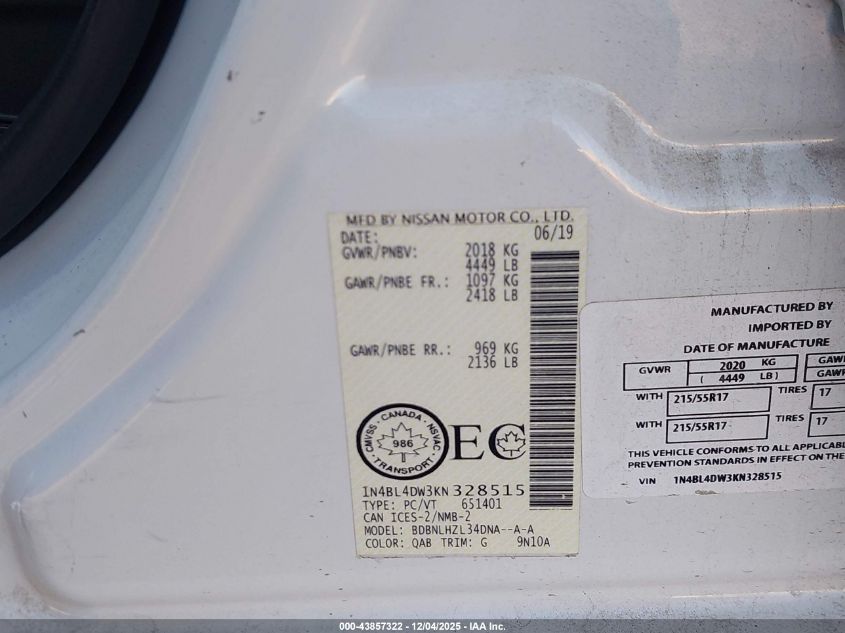 MFD BY NISSAN MOTOR CO., LTD.
DATE: 06/19
GVWR/PNBV: 2018 KG
4449 LB
GAWR/PNBE FR.: 1097 KG
2418 LB
GAWR/PNBE RR.: 969 KG
2136 LB
CANADA
CMVSS NSVAC
986
TRANSPORT
EC
1N4BL4DW3KN328515
TYPE: PC/VT 651401
CAN ICES-2/NMB-2
MODEL: BDBNLHZL34DNA--A-A
COLOR: QAB TRIM: G 9N10A
MANUFACTURED BY
IMPORTED BY
DATE OF MANUFACTURE
GVWR 2020 KG GAW
( 4449 LB ) GAWR
WITH 215/55R17 TIRES 17
WITH 215/55R17 TIRES 17
THIS VEHICLE CONFORMS TO ALL APPLICABL
PREVENTION STANDARDS IN EFFECT ON THE
VIN 1N4BL4DW3KN328515
000-43857322 - 12/04/2025 - IAA Inc.